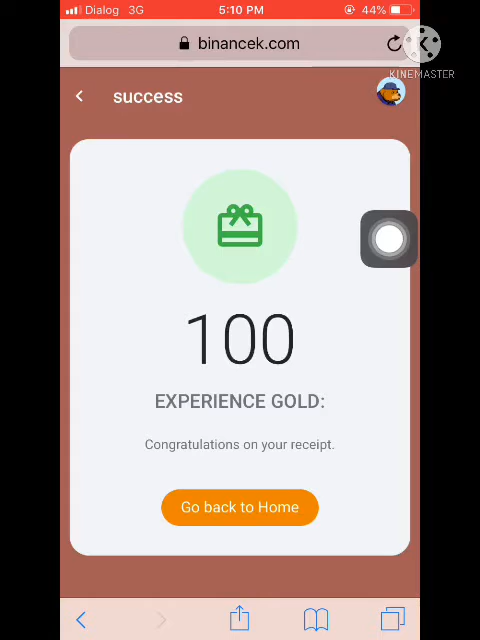 Dialog 3G 5:10 PM 44%
binancek.com
KINEMASTER
success
100
EXPERIENCE GOLD:
Congratulations on your receipt.
Go back to Home